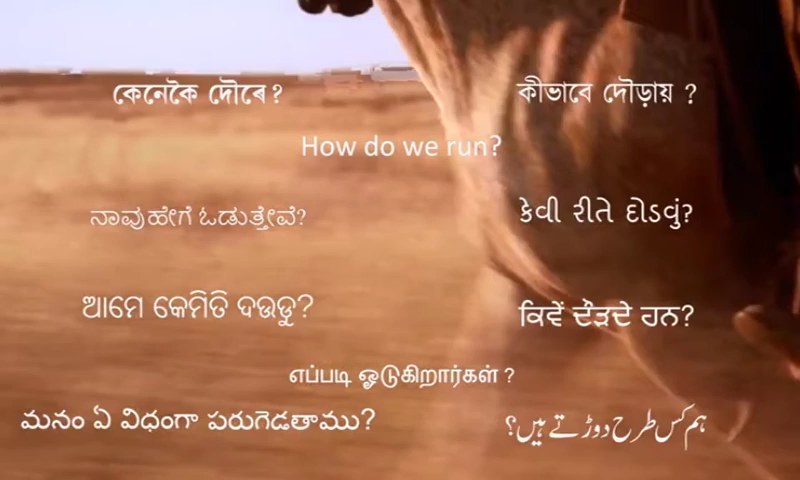 কেনেকৈ দৌৰে ?
কীভাবে দৌড়ায় ?
How do we run?
ನಾವು ಹೇಗೆ ಓಡುತ್ತೇವೆ?
કેવી રીતે દોડવું?
ଆମେ କେମିତି ଦଉଡୁ?
ਕਿਵੇਂ ਦੌੜਦੇ ਹਨ?
எப்படி ஓடுகிறார்கள் ?
మనం ఏ విధంగా పరుగెడతాము?
ہم کس طرح دوڑتے ہیں؟